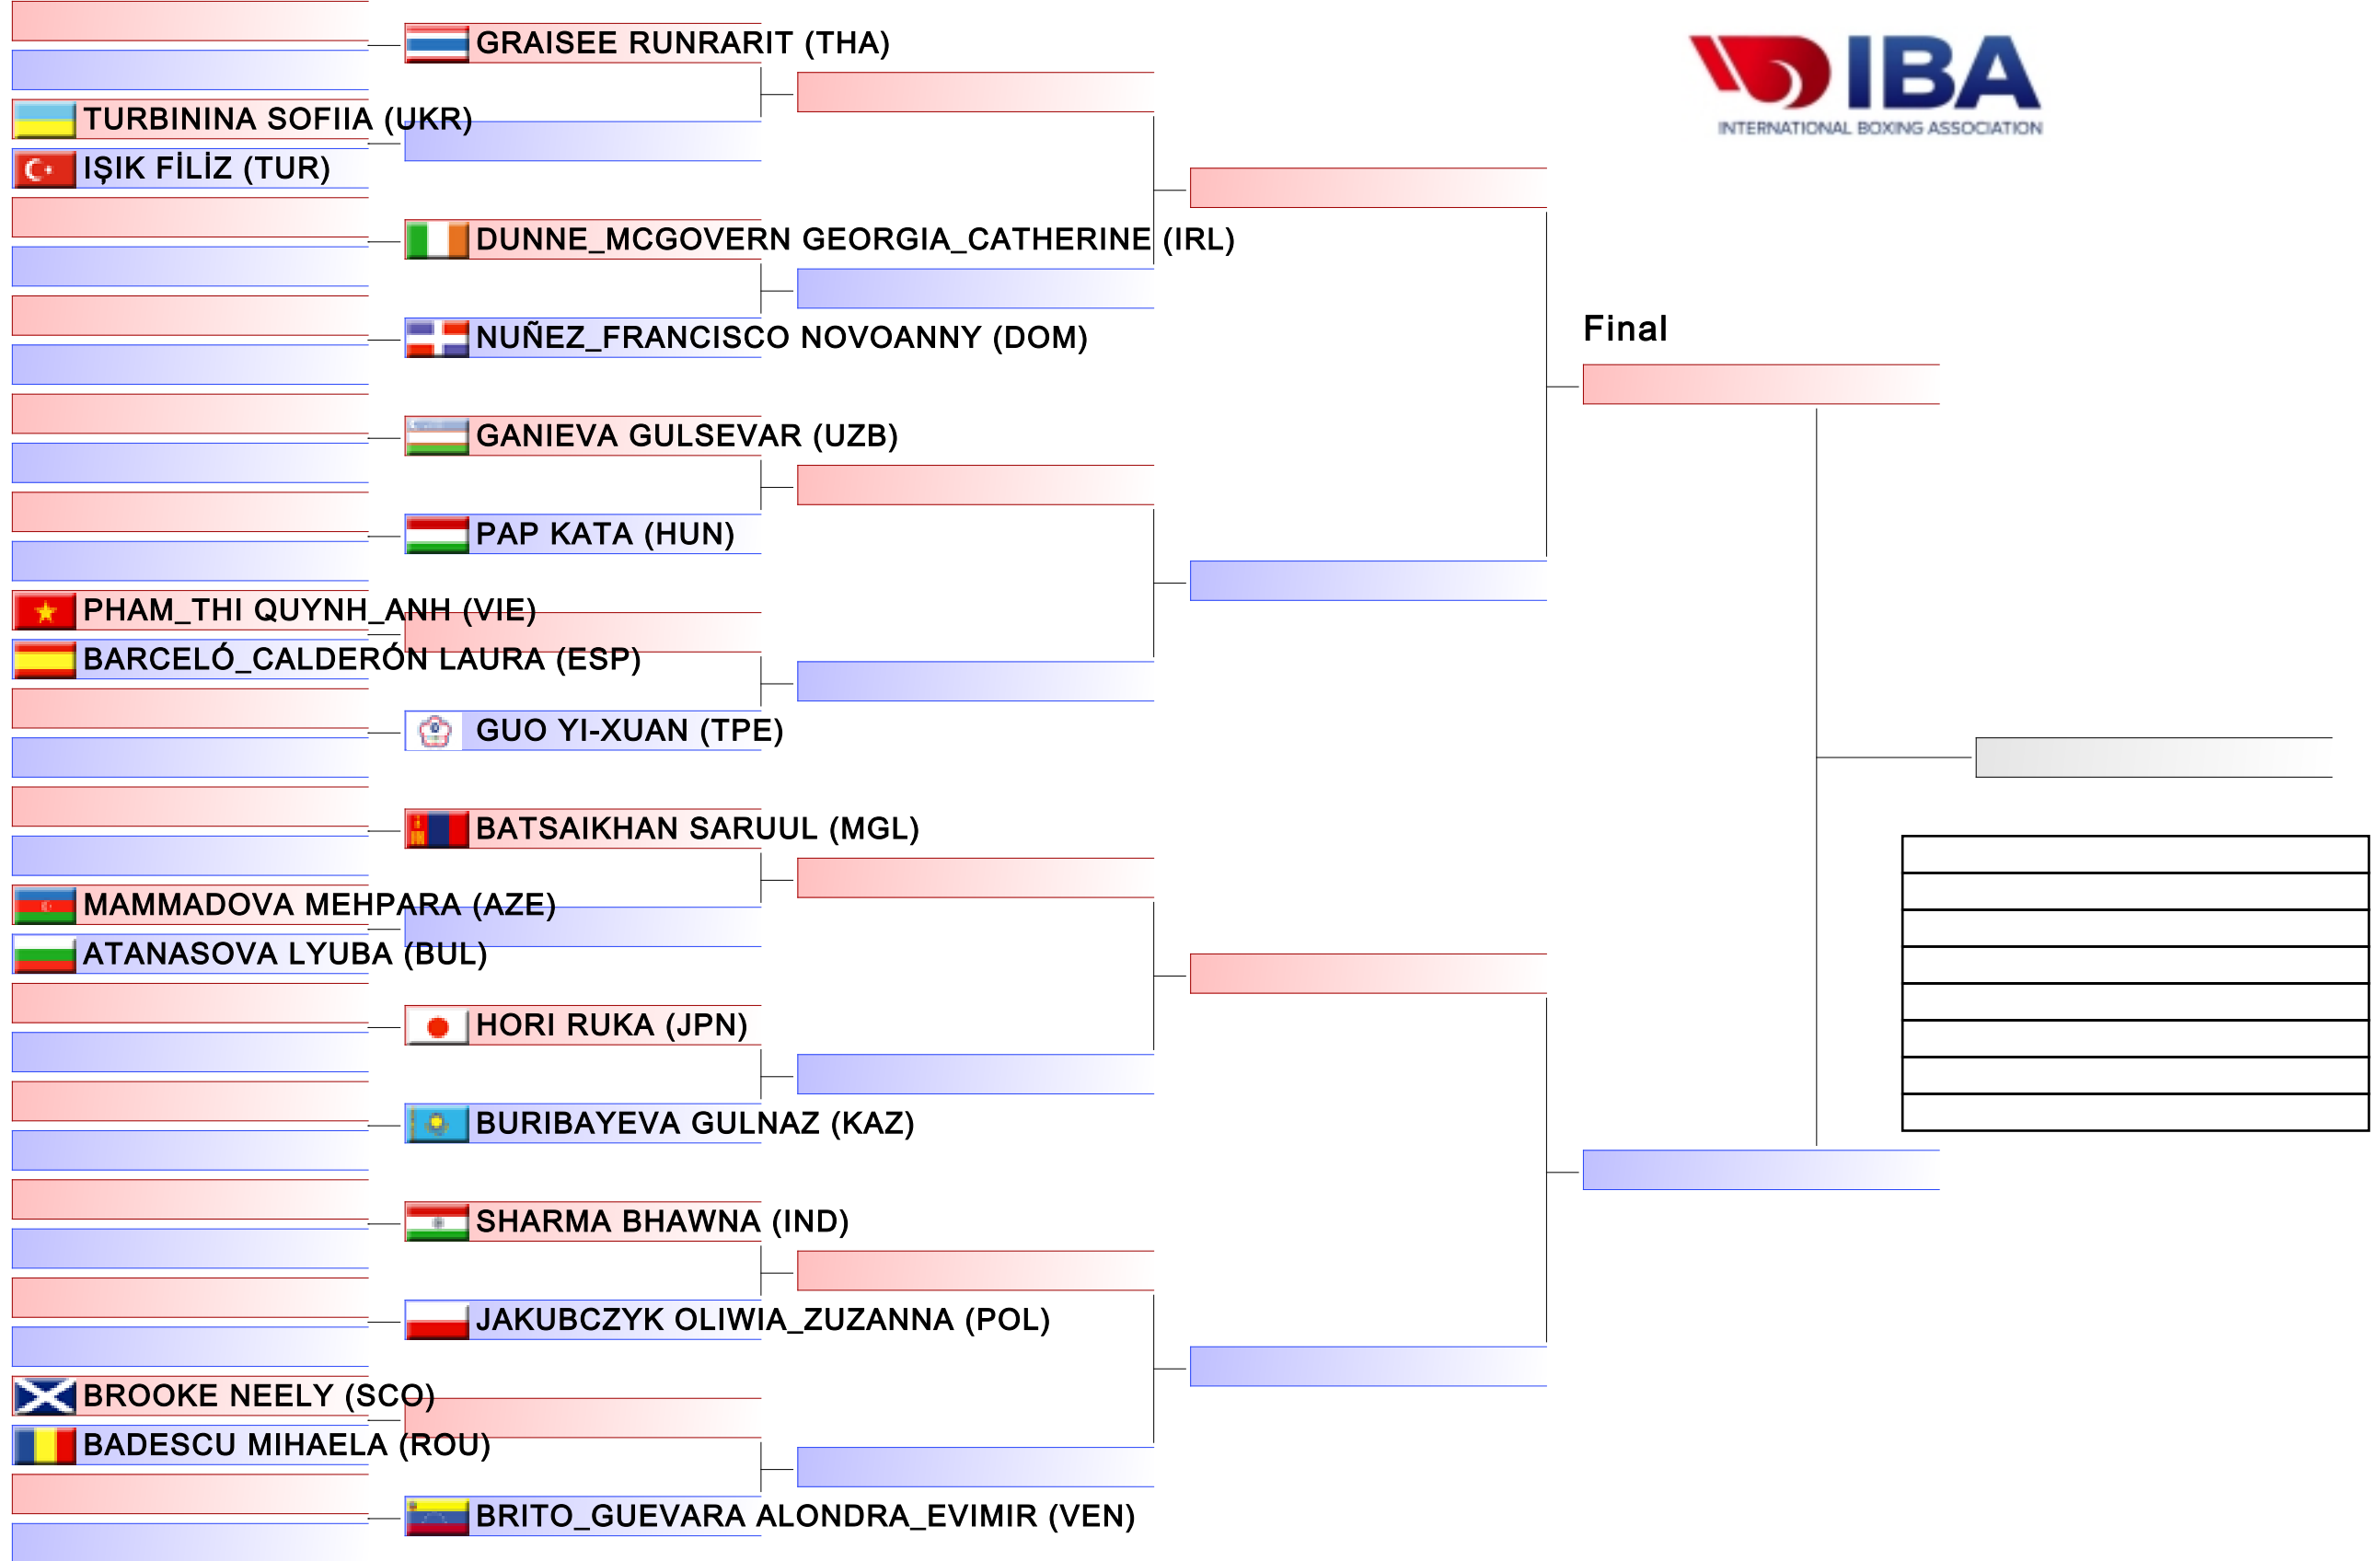 GRAISEE RUNRARIT (THA)
TURBININA SOFIIA (UKR)
IŞIK FİLİZ (TUR)
DUNNE_MCGOVERN GEORGIA_CATHERINE (IRL)
NUÑEZ_FRANCISCO NOVOANNY (DOM)
GANIEVA GULSEVAR (UZB)
PAP KATA (HUN)
PHAM_THI QUYNH_ANH (VIE)
BARCELÓ_CALDERÓN LAURA (ESP)
GUO YI-XUAN (TPE)
BATSAIKHAN SARUUL (MGL)
MAMMADOVA MEHPARA (AZE)
ATANASOVA LYUBA (BUL)
HORI RUKA (JPN)
BURIBAYEVA GULNAZ (KAZ)
SHARMA BHAWNA (IND)
JAKUBCZYK OLIWIA_ZUZANNA (POL)
BROOKE NEELY (SCO)
BADESCU MIHAELA (ROU)
BRITO_GUEVARA ALONDRA_EVIMIR (VEN)
Final
IBA
INTERNATIONAL BOXING ASSOCIATION